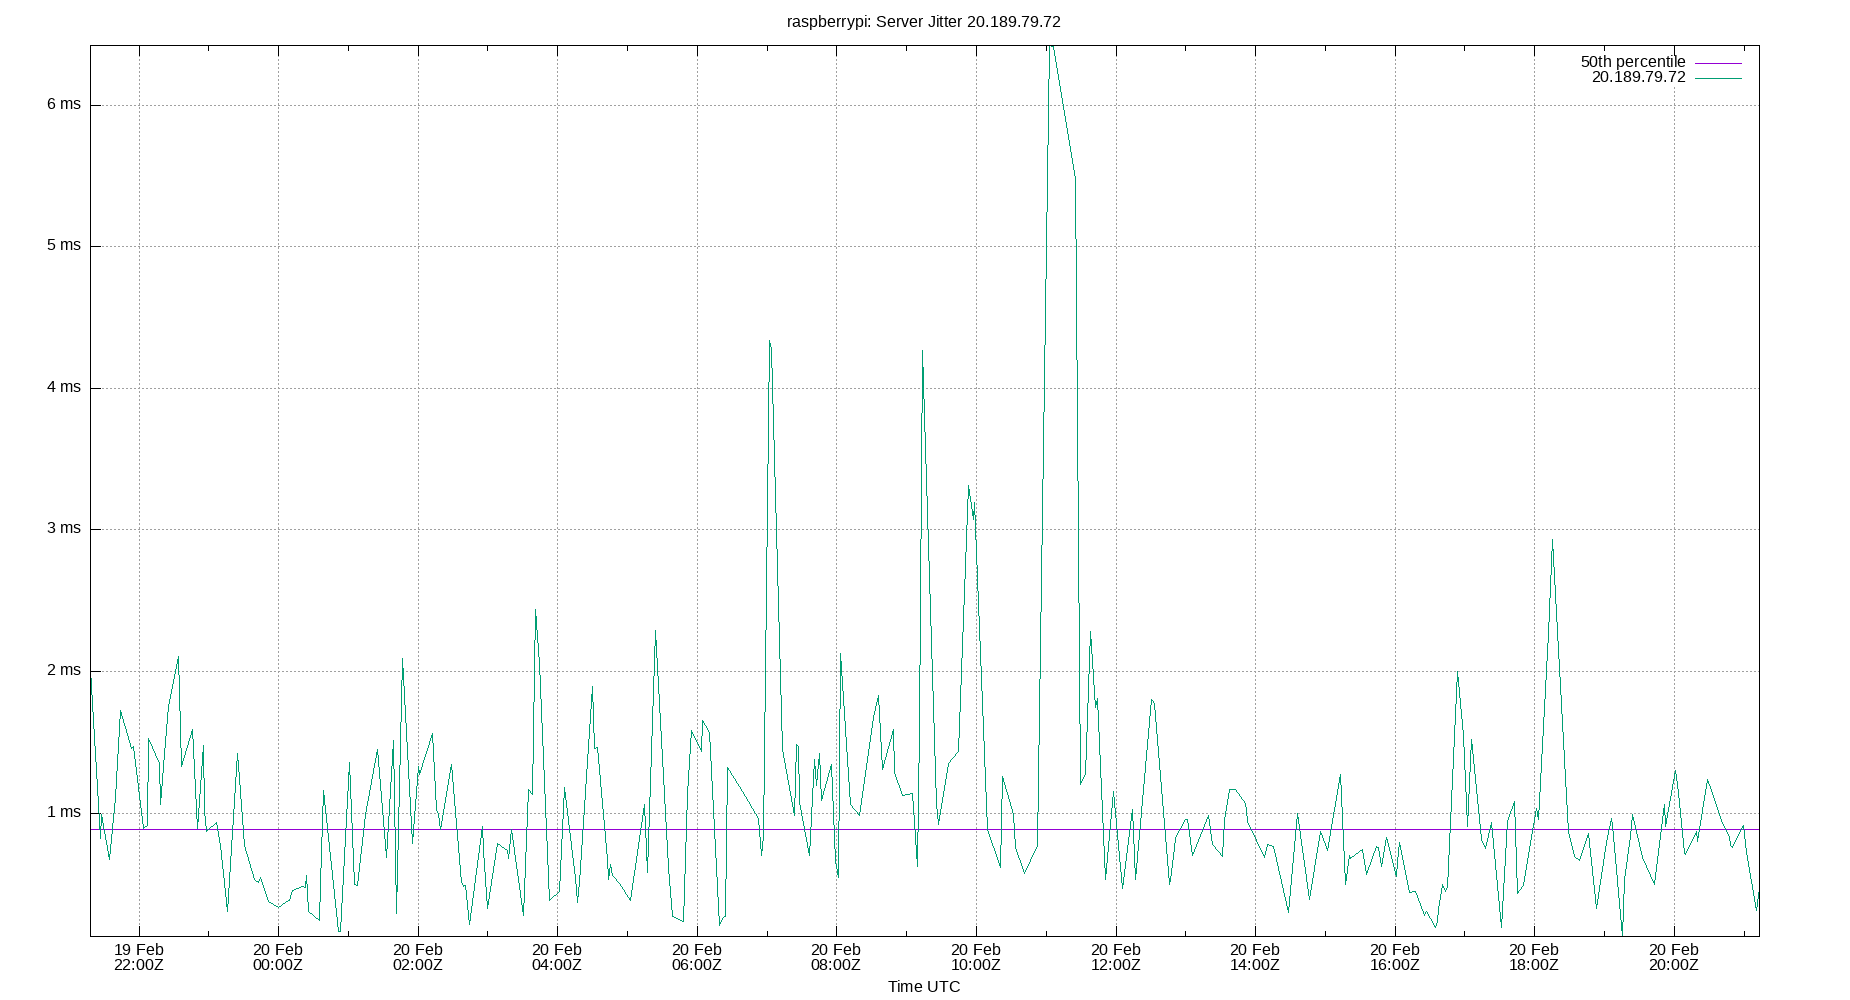 raspberrypi: Server Jitter 20.189.79.72
50th percentile
20.189.79.72
6 ms
5 ms
4 ms
3 ms
2 ms
1 ms
19 Feb 20 Feb 20 Feb 20 Feb 20 Feb 20 Feb 20 Feb 20 Feb 20 Feb 20 Feb 20 Feb 20 Feb
22:00Z 00:00Z 02:00Z 04:00Z 06:00Z 08:00Z 10:00Z 12:00Z 14:00Z 16:00Z 18:00Z 20:00Z
Time UTC